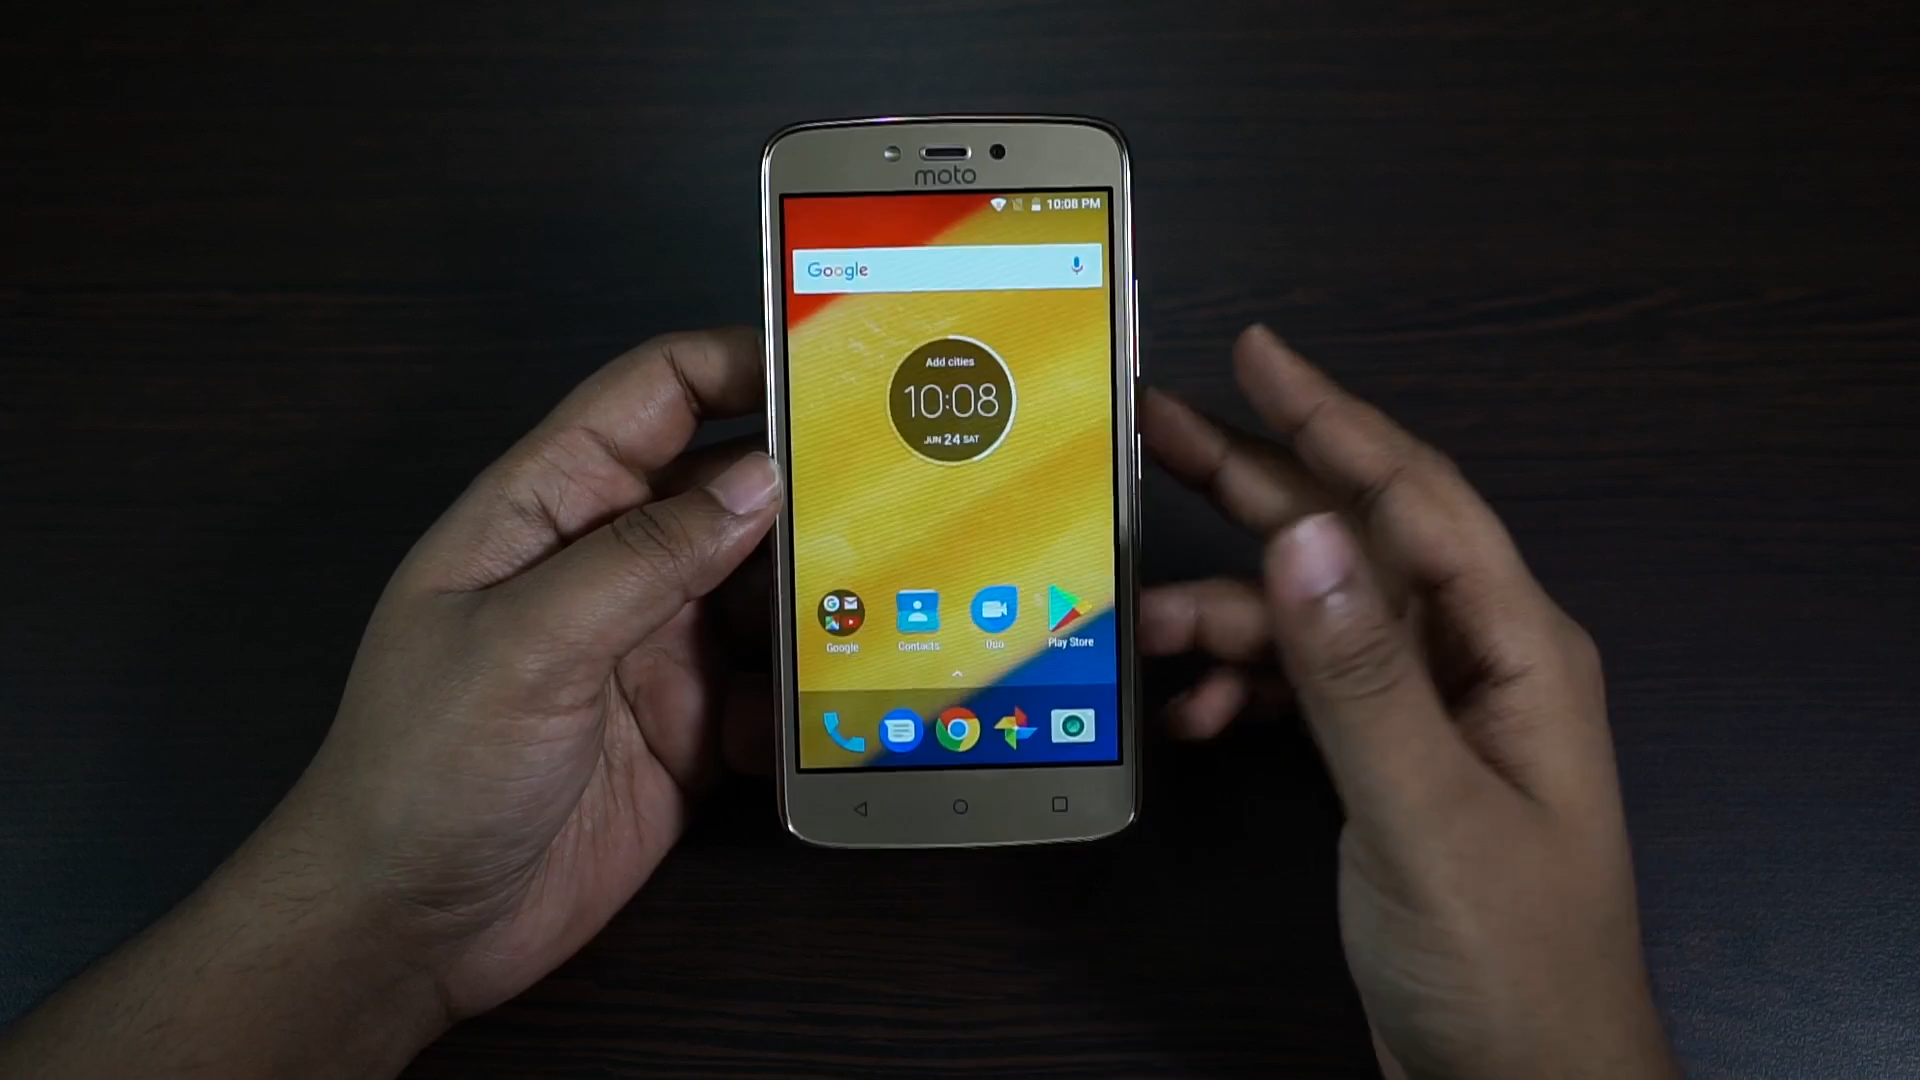 moto
10:08 PM
Google
Add cities
10:08
JUN 24 SAT
Google
Contacts
Duo
Play Store